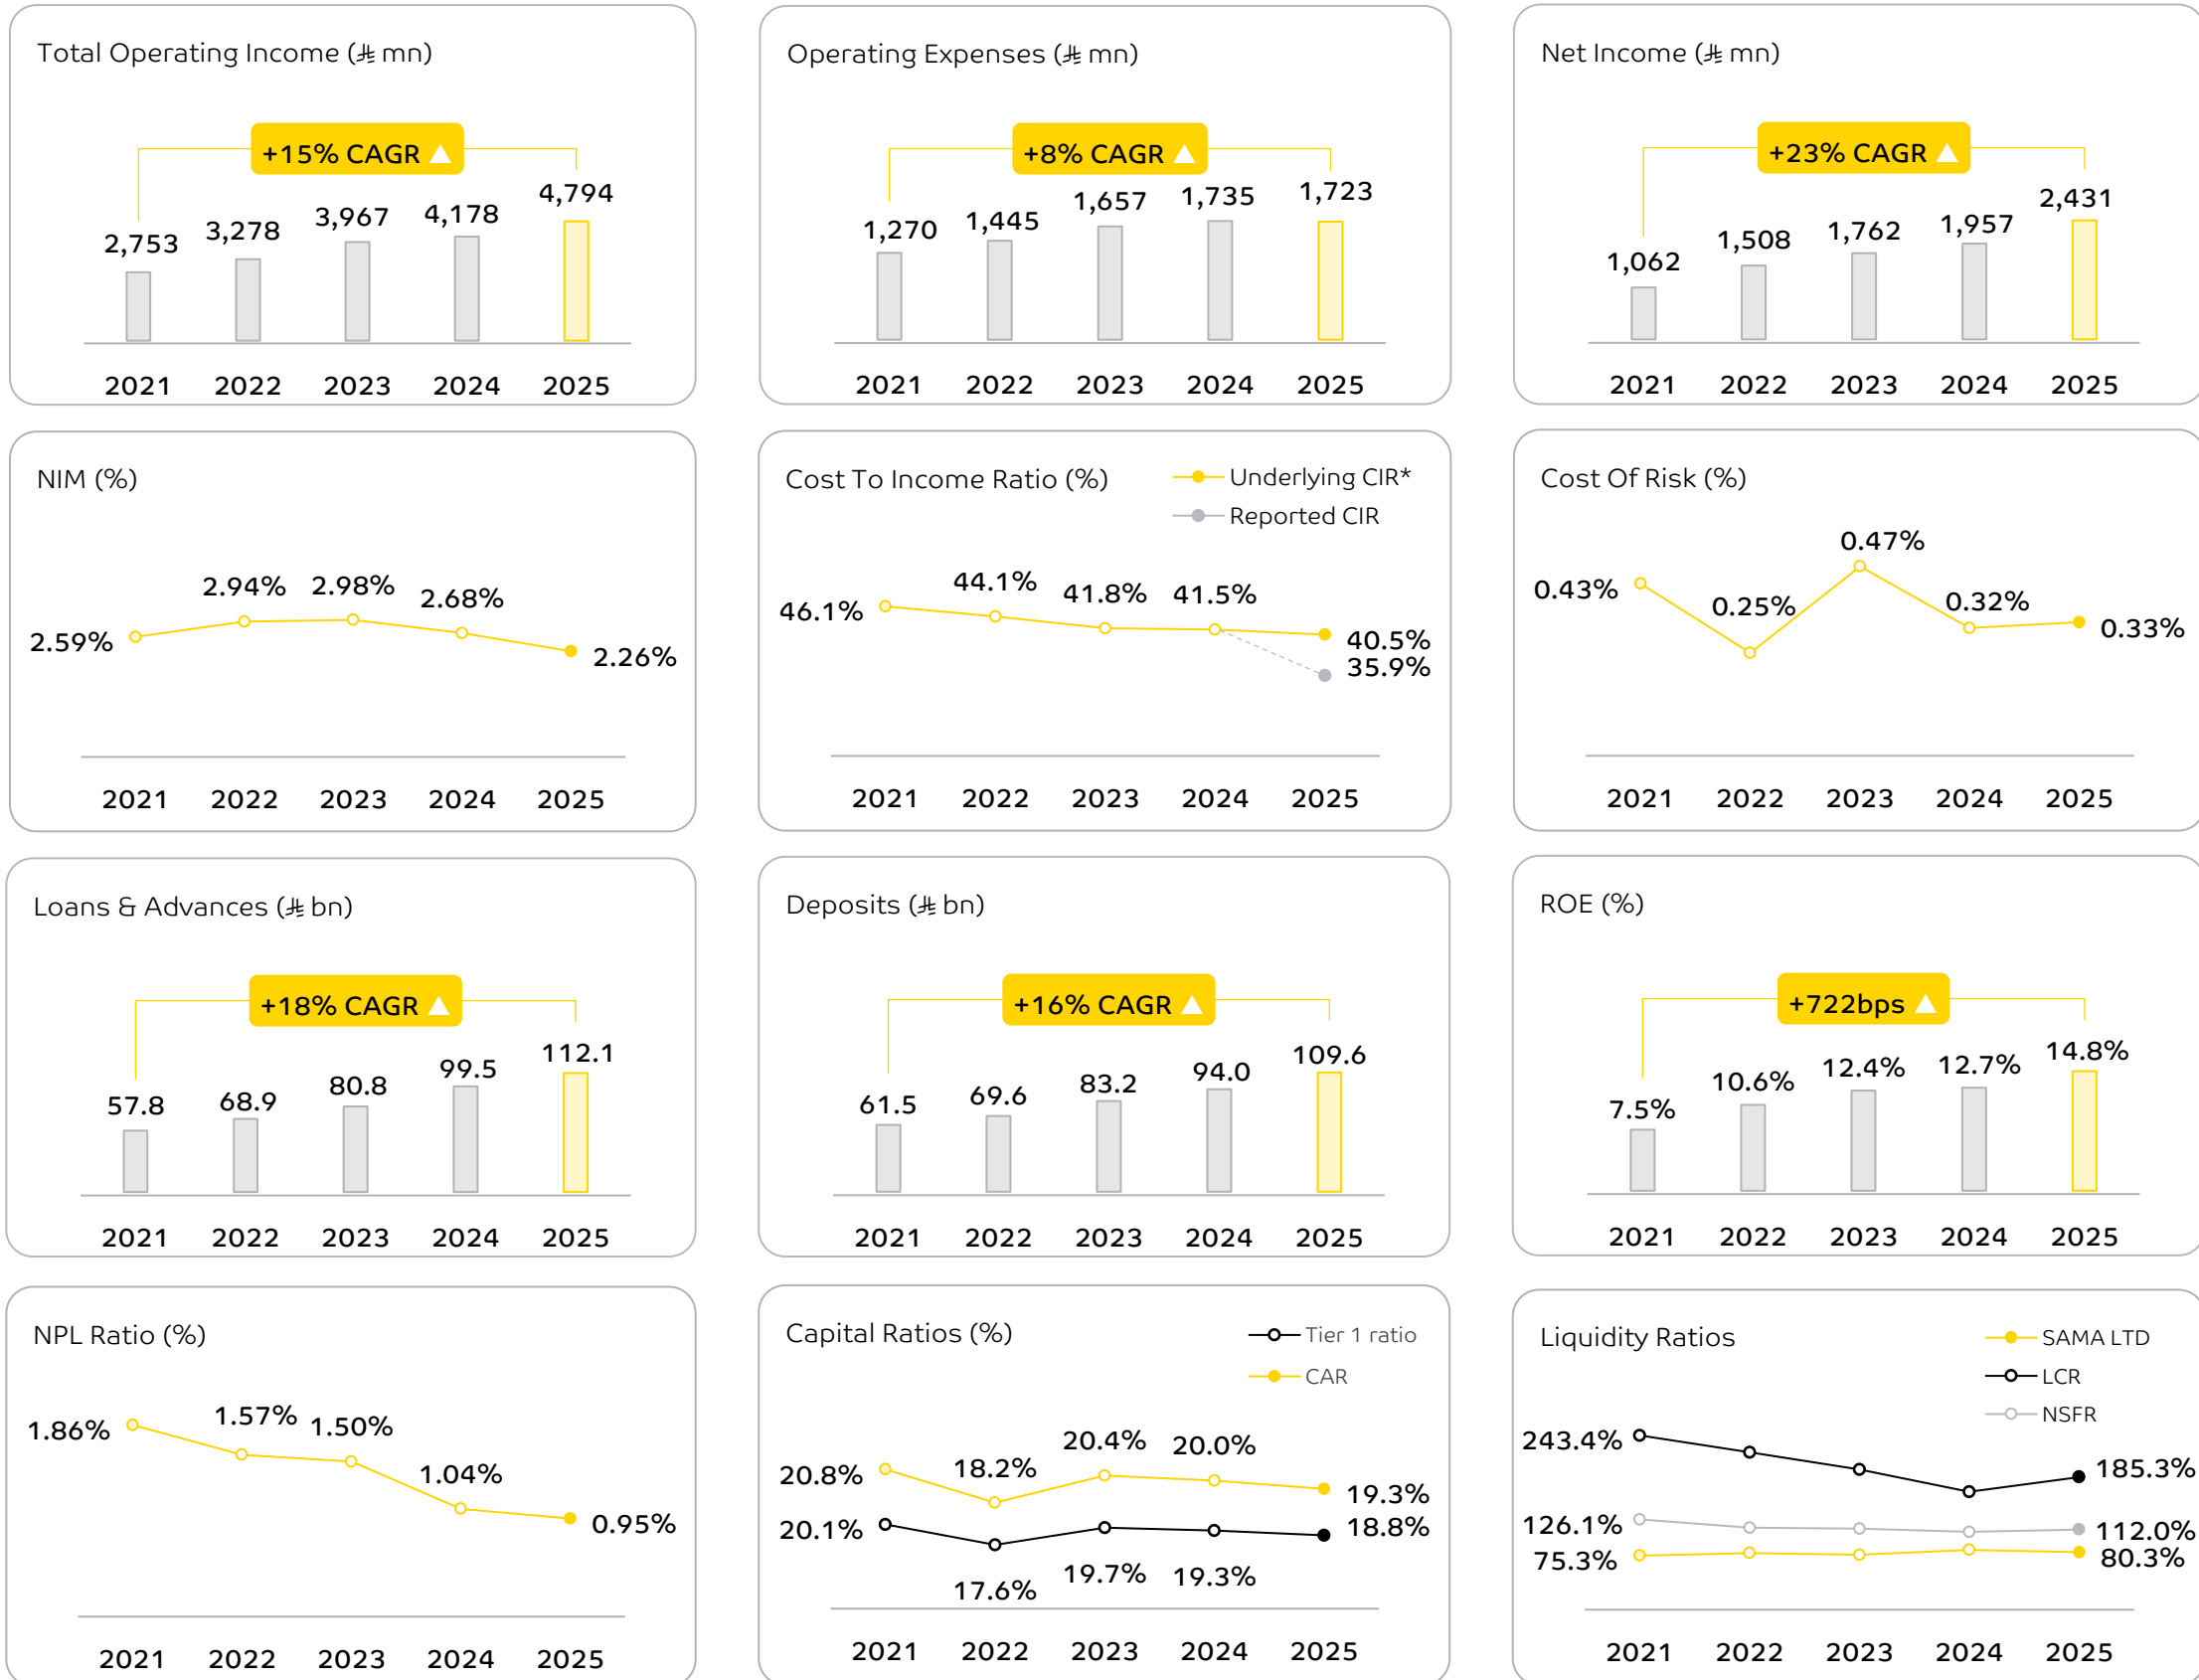 Total Operating Income (⃁ mn)
+15% CAGR
2,753 3,278 3,967 4,178 4,794
2021 2022 2023 2024 2025
Operating Expenses (⃁ mn)
+8% CAGR
1,270 1,445 1,657 1,735 1,723
2021 2022 2023 2024 2025
Net Income (⃁ mn)
+23% CAGR
1,062 1,508 1,762 1,957 2,431
2021 2022 2023 2024 2025
NIM (%)
2.59% 2.94% 2.98% 2.68% 2.26%
2021 2022 2023 2024 2025
Cost To Income Ratio (%)
Underlying CIR*
Reported CIR
46.1% 44.1% 41.8% 41.5% 40.5%
35.9%
2021 2022 2023 2024 2025
Cost Of Risk (%)
0.43% 0.25% 0.47% 0.32% 0.33%
2021 2022 2023 2024 2025
Loans & Advances (⃁ bn)
+18% CAGR
57.8 68.9 80.8 99.5 112.1
2021 2022 2023 2024 2025
Deposits (⃁ bn)
+16% CAGR
61.5 69.6 83.2 94.0 109.6
2021 2022 2023 2024 2025
ROE (%)
+722bps
7.5% 10.6% 12.4% 12.7% 14.8%
2021 2022 2023 2024 2025
NPL Ratio (%)
1.86% 1.57% 1.50% 1.04% 0.95%
2021 2022 2023 2024 2025
Capital Ratios (%)
Tier 1 ratio
CAR
20.8% 18.2% 20.4% 20.0% 19.3%
20.1% 17.6% 19.7% 19.3% 18.8%
2021 2022 2023 2024 2025
Liquidity Ratios
SAMA LTD
LCR
NSFR
243.4% 185.3%
126.1% 112.0%
75.3% 80.3%
2021 2022 2023 2024 2025